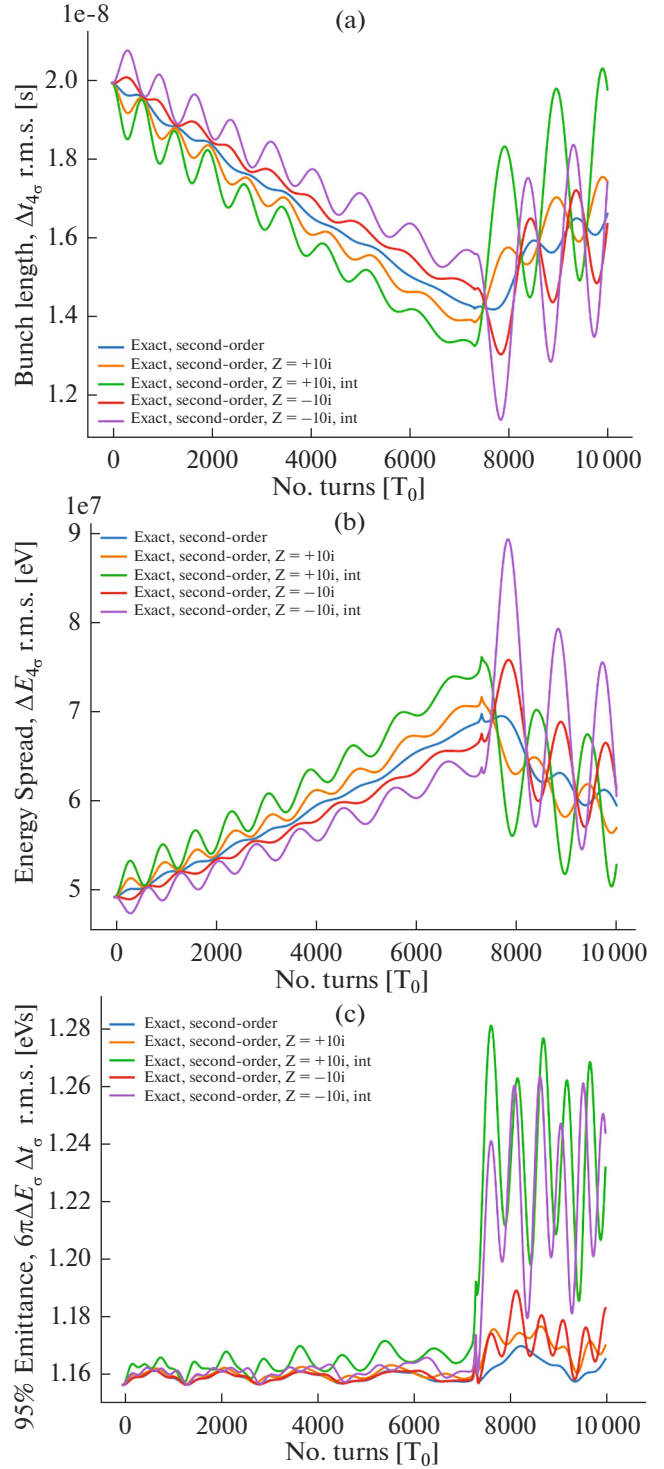 1e-8
(a)
2.0
1.8
1.6
1.4
1.2
Bunch length, Δt4σ r.m.s. [s]
Exact, second-order
Exact, second-order, Z = +10i
Exact, second-order, Z = +10i, int
Exact, second-order, Z = −10i
Exact, second-order, Z = −10i, int
0 2000 4000 6000 8000 10 000
No. turns [T0]
1e7
(b)
9
8
7
6
5
Energy Spread, ΔE4σ r.m.s. [eV]
Exact, second-order
Exact, second-order, Z = +10i
Exact, second-order, Z = +10i, int
Exact, second-order, Z = −10i
Exact, second-order, Z = −10i, int
0 2000 4000 6000 8000 10 000
No. turns [T0]
(c)
1.28
1.26
1.24
1.22
1.20
1.18
1.16
95% Emittance, 6πΔEσ Δtσ r.m.s. [eVs]
Exact, second-order
Exact, second-order, Z = +10i
Exact, second-order, Z = +10i, int
Exact, second-order, Z = −10i
Exact, second-order, Z = −10i, int
0 2000 4000 6000 8000 10 000
No. turns [T0]